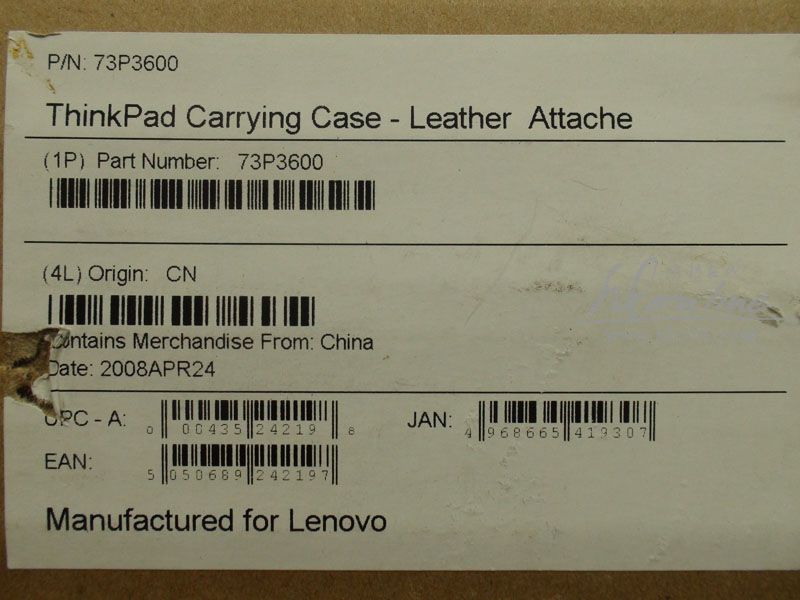 P/N: 73P3600
ThinkPad Carrying Case - Leather Attache
(1P) Part Number: 73P3600
(4L) Origin: CN
Merchandise From: China
Date: 2008APR24
UPC - A: 0 00435 24219 8
JAN: 4 968665 419307
EAN: 5 050689 242197
Manufactured for Lenovo